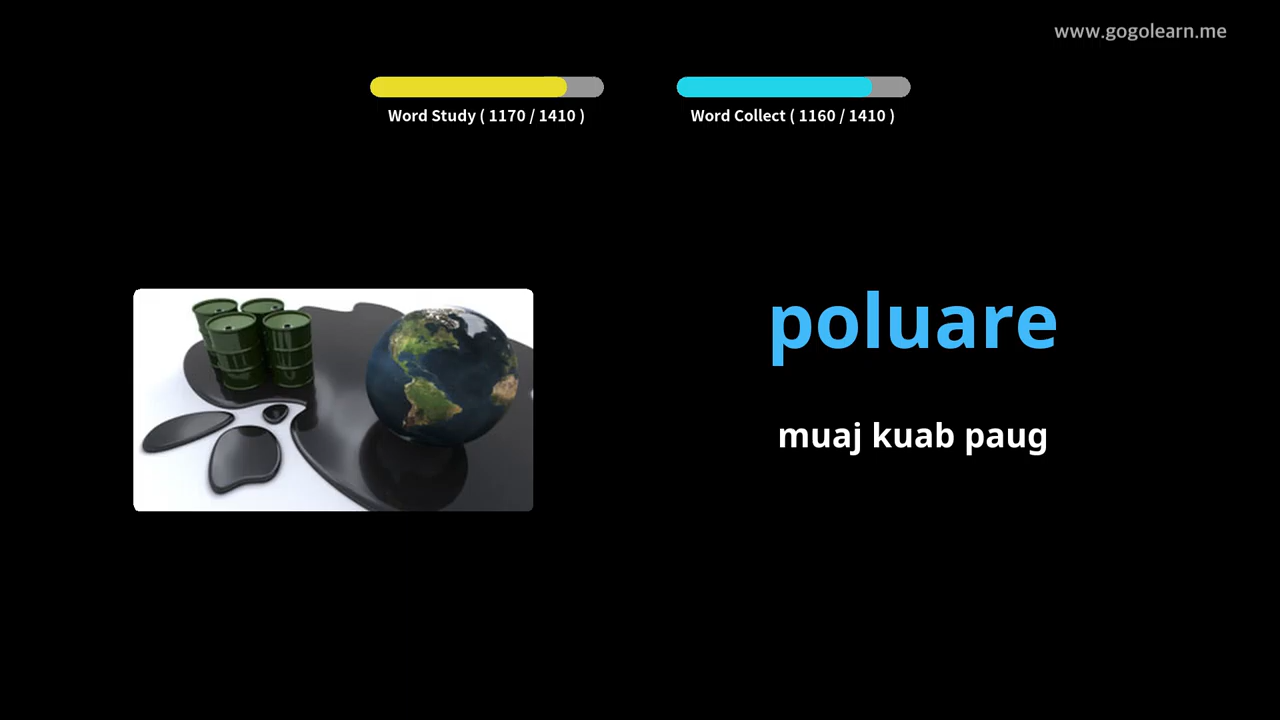 www.gogolearn.me
Word Study ( 1170 / 1410 )
Word Collect ( 1160 / 1410 )
poluare
muaj kuab paug